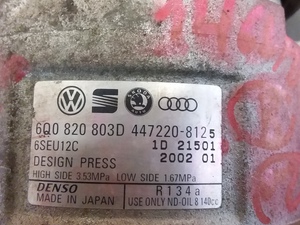 6Q0 820 803D 447220-8125
6SEU12C 1D 21501
DESIGN PRESS 2002 01
HIGH SIDE 3.53MPa LOW SIDE 1.67MPa
DENSO R134a
MADE IN JAPAN USE ONLY ND-OIL 8 140cc